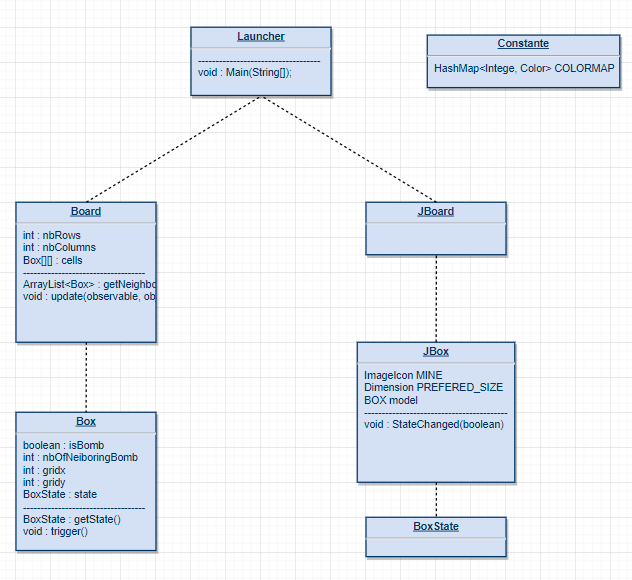 Launcher
-------------------------------
void : Main(String[]);
Constante
HashMap<Intege, Color> COLORMAP
Board
int : nbRows
int : nbColumns
Box[][] : cells
-------------------------------
ArrayList<Box> : getNeighbo
void : update(observable, ob
JBoard
JBox
ImageIcon MINE
Dimension PREFERED_SIZE
BOX model
------------------------------------
void : StateChanged(boolean)
Box
boolean : isBomb
int : nbOfNeiboringBomb
int : gridx
int : gridy
BoxState : state
-------------------------------
BoxState : getState()
void : trigger()
BoxState